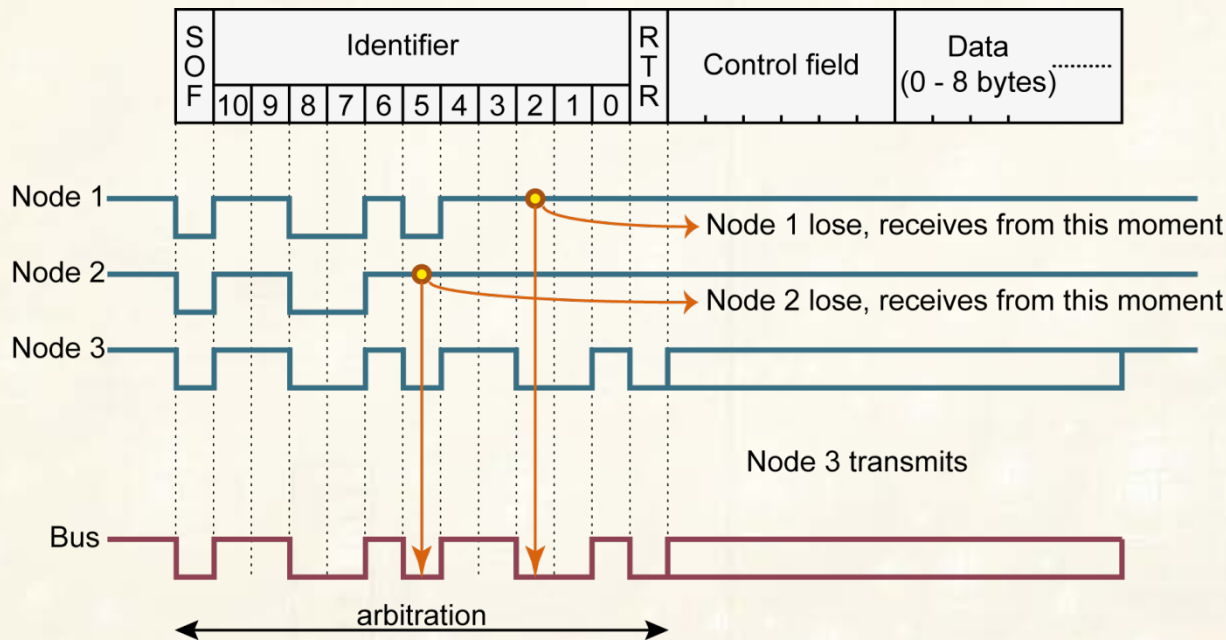 S
O
F
Identifier
R
T
R
Control field
Data
(0 - 8 bytes) ..........
10 9 8 7 6 5 4 3 2 1 0
Node 1
Node 1 lose, receives from this moment
Node 2
Node 2 lose, receives from this moment
Node 3
Node 3 transmits
Bus
arbitration